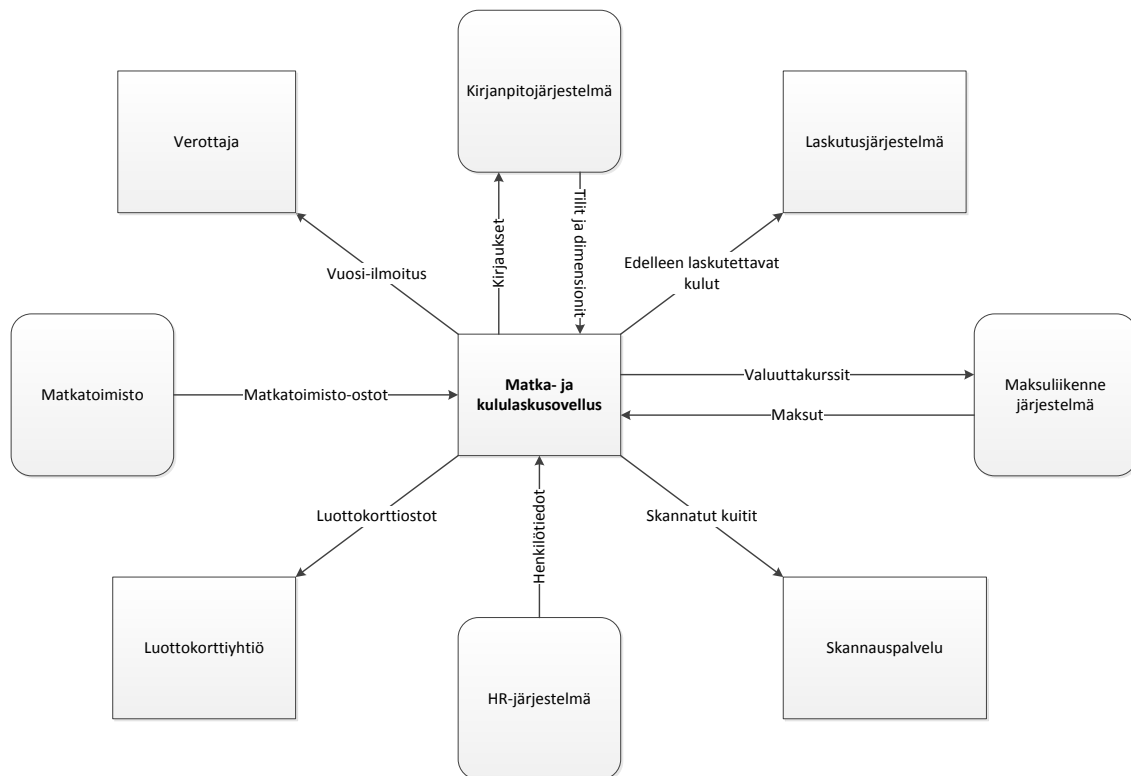 Kirjanpitojärjestelmä
Verottaja
Laskutusjärjestelmä
Kirjaukset
Tilit ja dimensionit
Vuosi-ilmoitus
Edelleen laskutettavat
kulut
Matkatoimisto
Matkatoimisto-ostot
Matka- ja
kululaskusovellus
Valuuttakurssit
Maksut
Maksuliikenne
järjestelmä
Luottokorttiostot
Henkilötiedot
Skannatut kuitit
Luottokorttiyhtiö
HR-järjestelmä
Skannauspalvelu